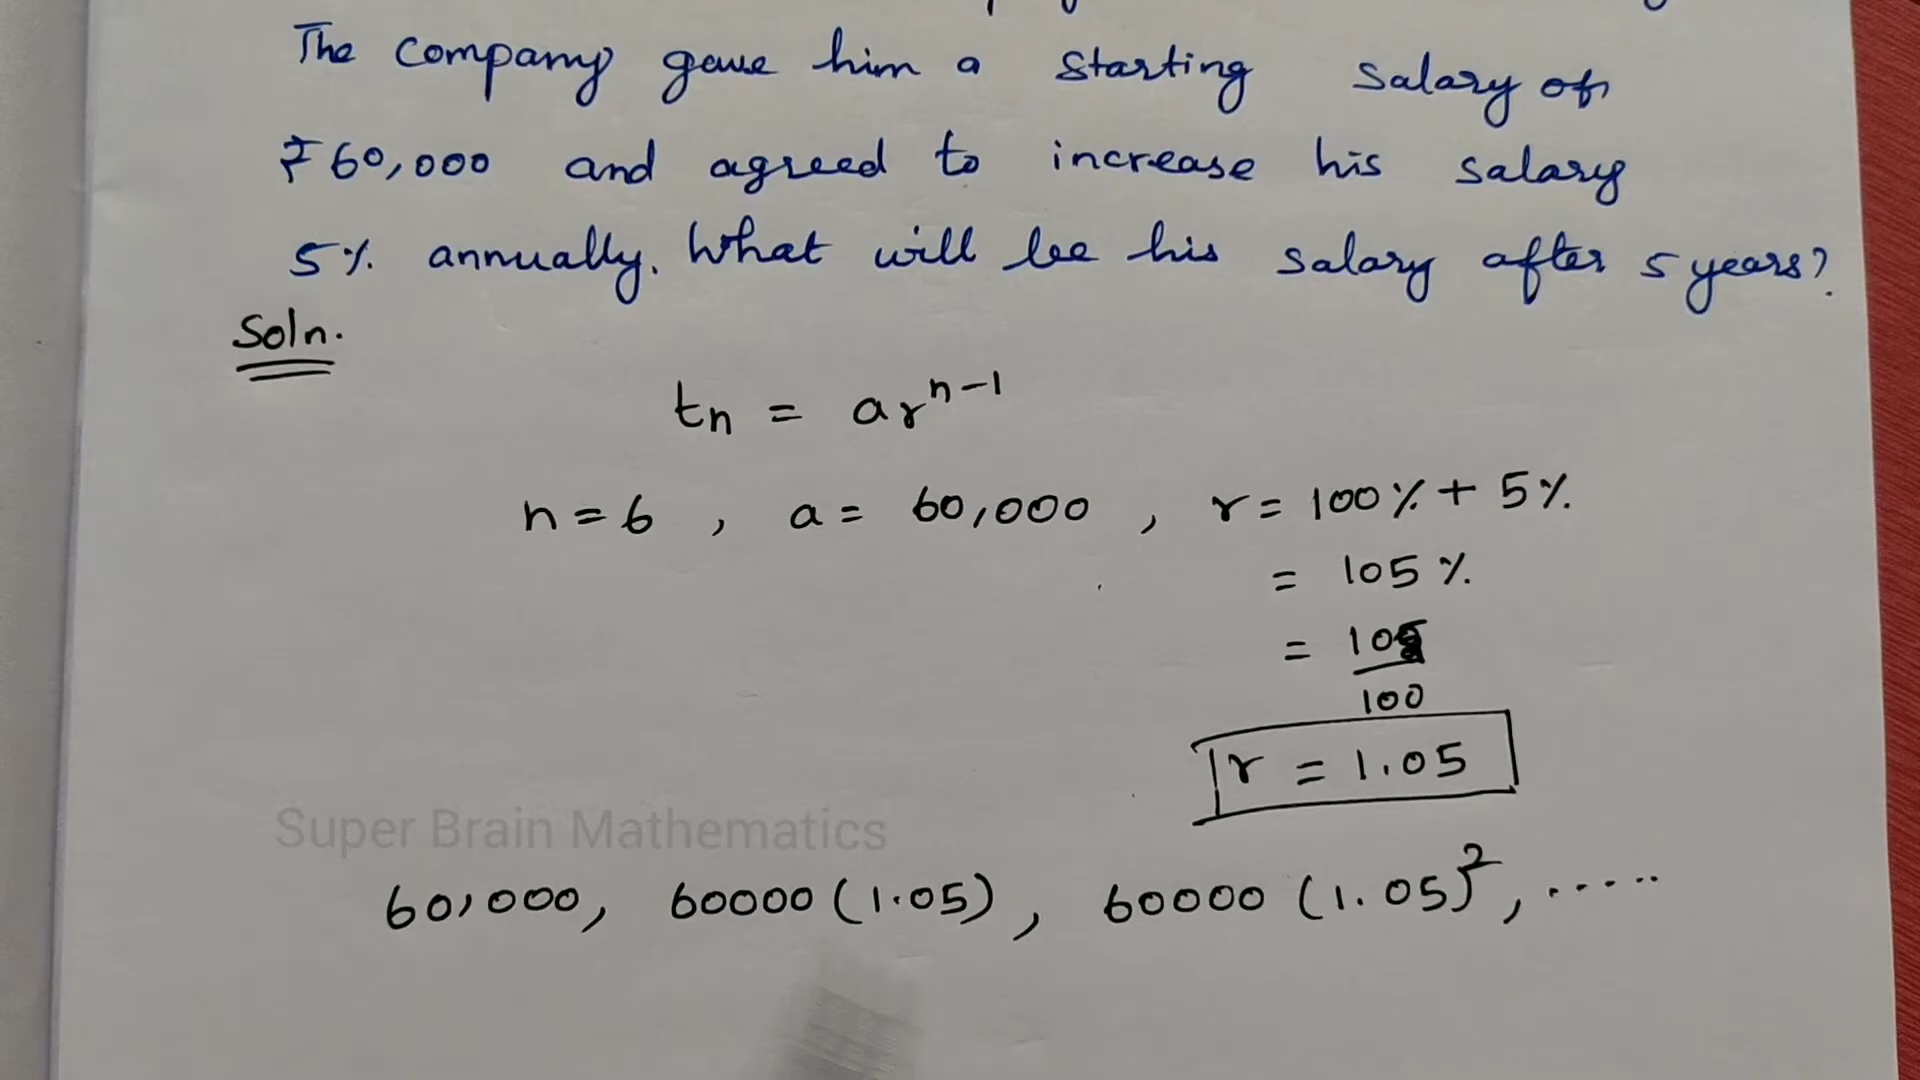 The company gave him a starting salary of
₹60,000 and agreed to increase his salary
5% annually. What will be his salary after 5 years?
Soln.
tn = ar^n-1
n = 6 , a = 60,000 , r = 100% + 5%
= 105%
= 105/100
r = 1.05
Super Brain Mathematics
60,000, 60000(1.05), 60000(1.05)², ......